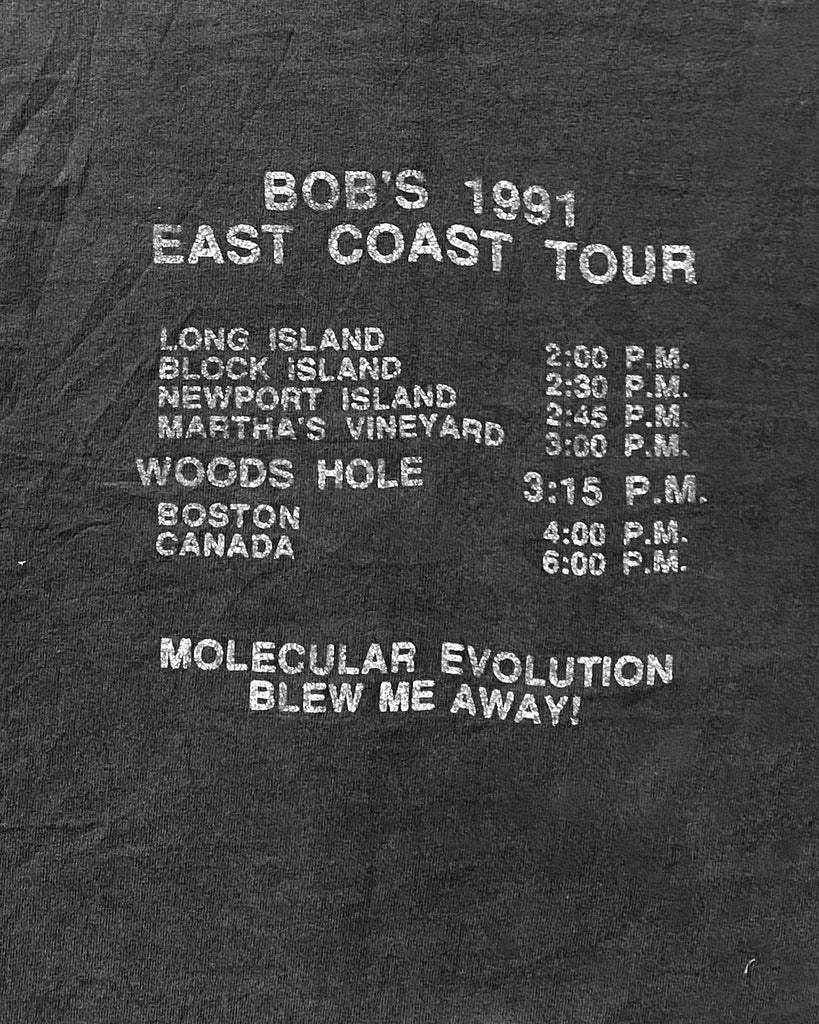 BOB'S 1991
EAST COAST TOUR
LONG ISLAND 2:00 P.M.
BLOCK ISLAND 2:30 P.M.
NEWPORT ISLAND 2:45 P.M.
MARTHA'S VINEYARD 3:00 P.M.
WOODS HOLE 3:15 P.M.
BOSTON 4:00 P.M.
CANADA 6:00 P.M.
MOLECULAR EVOLUTION
BLEW ME AWAY!